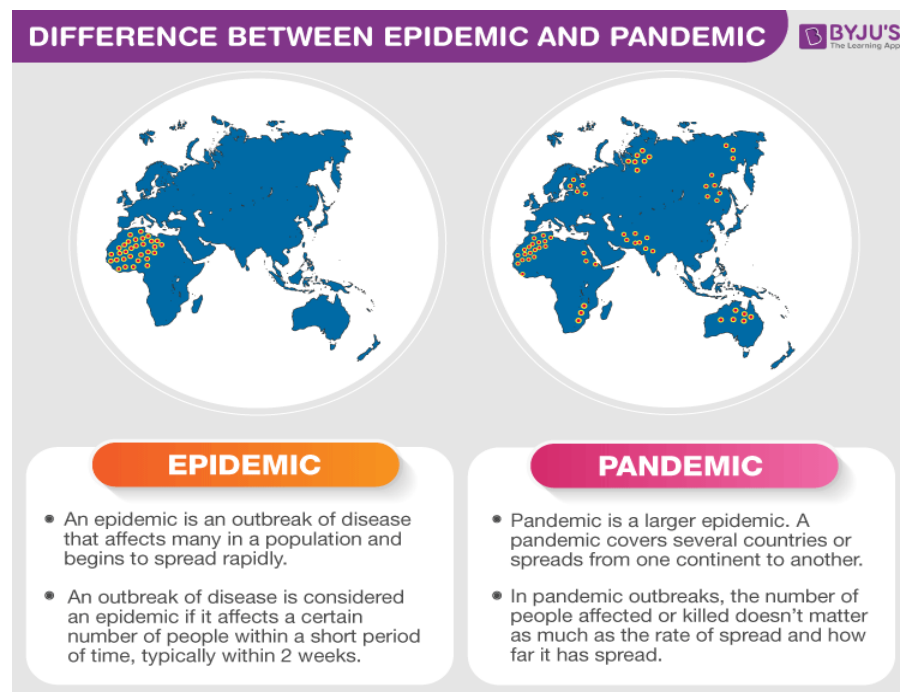 DIFFERENCE BETWEEN EPIDEMIC AND PANDEMIC
BYJU'S
The Learning App
EPIDEMIC
• An epidemic is an outbreak of disease
that affects many in a population and
begins to spread rapidly.
• An outbreak of disease is considered
an epidemic if it affects a certain
number of people within a short period
of time, typically within 2 weeks.
PANDEMIC
• Pandemic is a larger epidemic. A
pandemic covers several countries or
spreads from one continent to another.
• In pandemic outbreaks, the number of
people affected or killed doesn't matter
as much as the rate of spread and how
far it has spread.